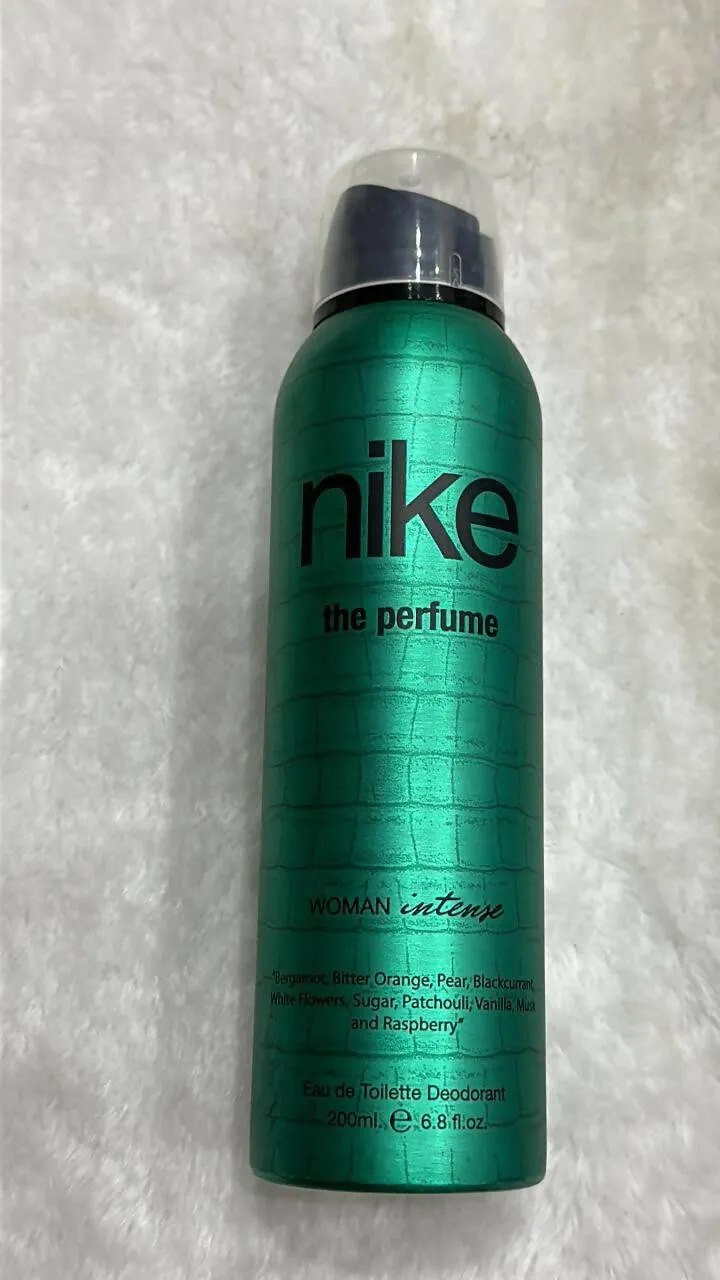 nike
the perfume
WOMAN intense
"Bergamot, Bitter Orange, Pear, Blackcurrant,
White Flowers, Sugar, Patchouli, Vanilla, Musk
and Raspberry"
Eau de Toilette Deodorant
200ml. e 6.8 fl.oz.